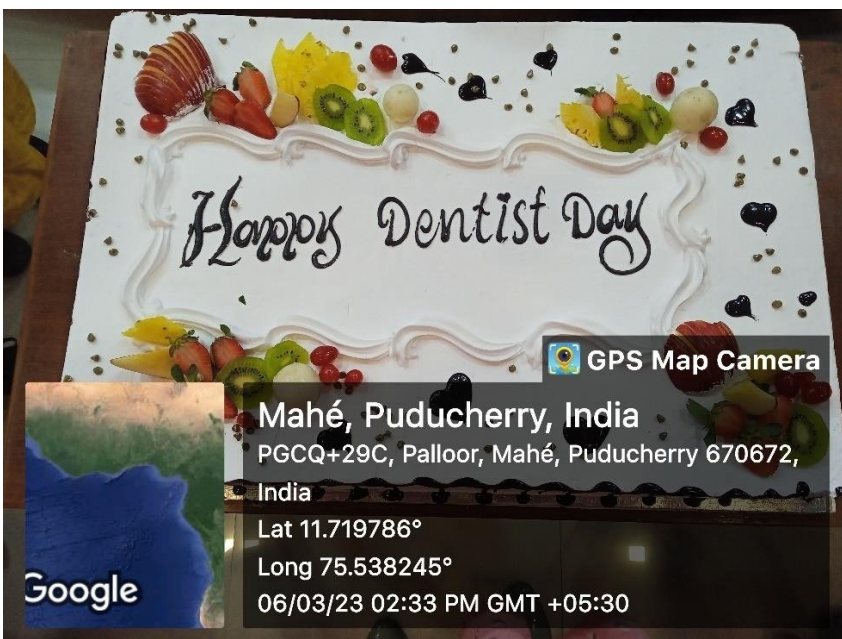 Happy Dentist Day
GPS Map Camera
Mahé, Puducherry, India
PGCQ+29C, Palloor, Mahé, Puducherry 670672,
India
Lat 11.719786°
Long 75.538245°
06/03/23 02:33 PM GMT +05:30
Google